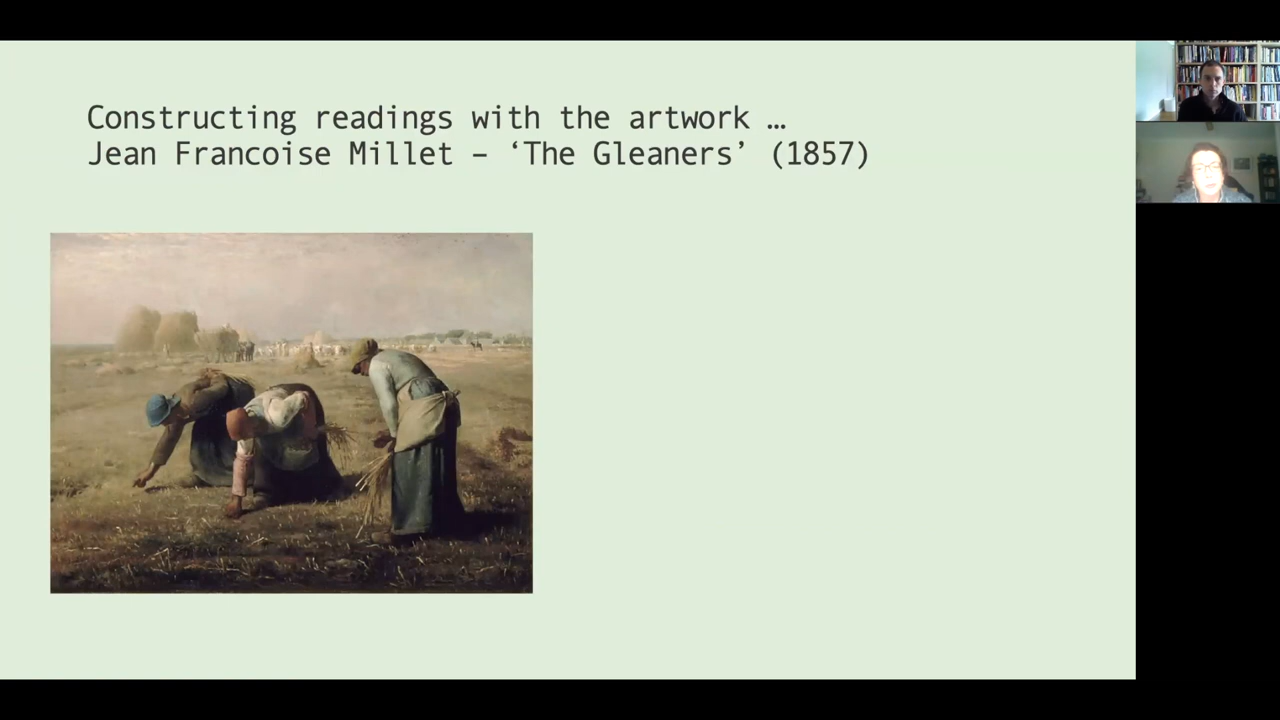 Constructing readings with the artwork …
Jean Francoise Millet – ‘The Gleaners’ (1857)